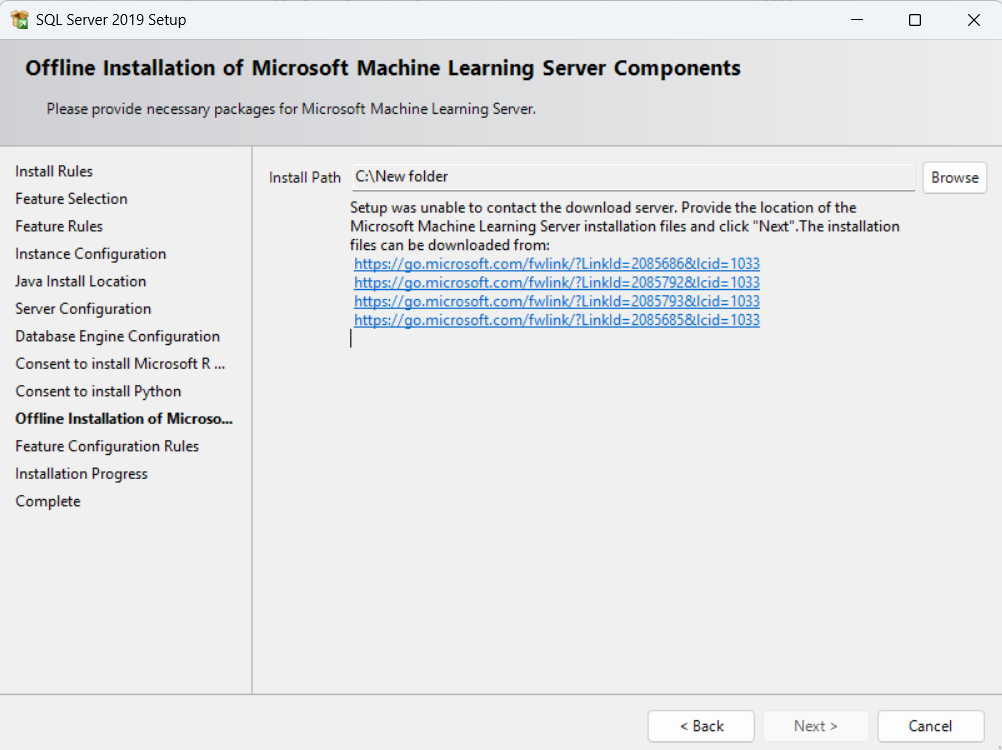 SQL Server 2019 Setup
Offline Installation of Microsoft Machine Learning Server Components
Please provide necessary packages for Microsoft Machine Learning Server.
Install Rules
Feature Selection
Feature Rules
Instance Configuration
Java Install Location
Server Configuration
Database Engine Configuration
Consent to install Microsoft R ...
Consent to install Python
Offline Installation of Microso...
Feature Configuration Rules
Installation Progress
Complete
Install Path C:\New folder Browse
Setup was unable to contact the download server. Provide the location of the
Microsoft Machine Learning Server installation files and click "Next".The installation
files can be downloaded from:
https://go.microsoft.com/fwlink/?LinkId=2085686&lcid=1033
https://go.microsoft.com/fwlink/?LinkId=2085792&lcid=1033
https://go.microsoft.com/fwlink/?LinkId=2085793&lcid=1033
https://go.microsoft.com/fwlink/?LinkId=2085685&lcid=1033
< Back Next > Cancel